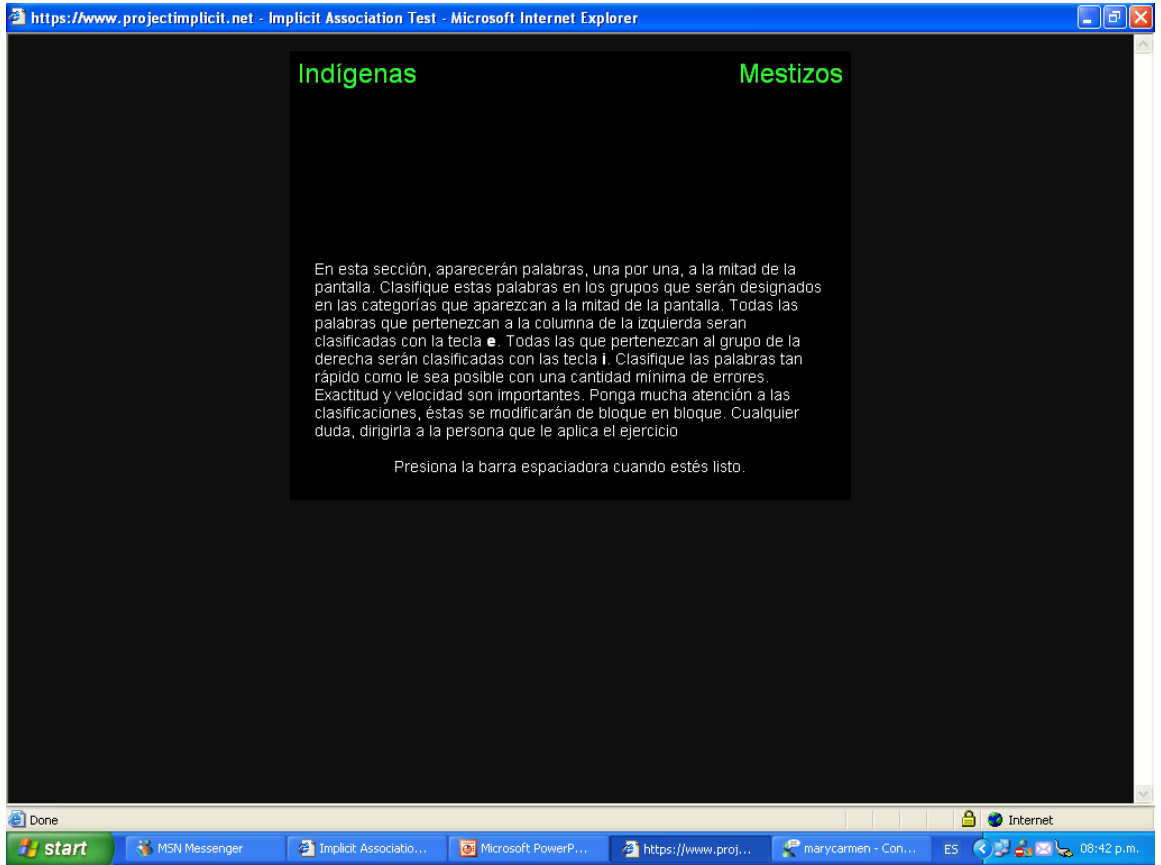 https://www.projectimplicit.net - Implicit Association Test - Microsoft Internet Explorer
Indígenas Mestizos
En esta sección, aparecerán palabras, una por una, a la mitad de la
pantalla. Clasifique estas palabras en los grupos que serán designados
en las categorías que aparezcan a la mitad de la pantalla. Todas las
palabras que pertenezcan a la columna de la izquierda seran
clasificadas con la tecla e. Todas las que pertenezcan al grupo de la
derecha serán clasificadas con las tecla i. Clasifique las palabras tan
rápido como le sea posible con una cantidad mínima de errores.
Exactitud y velocidad son importantes. Ponga mucha atención a las
clasificaciones, éstas se modificarán de bloque en bloque. Cualquier
duda, dirigirla a la persona que le aplica el ejercicio
Presiona la barra espaciadora cuando estés listo.
Done Internet
start MSN Messenger Implicit Associatio... Microsoft PowerP... https://www.proj... marycarmen - Con... ES 08:42 p.m.